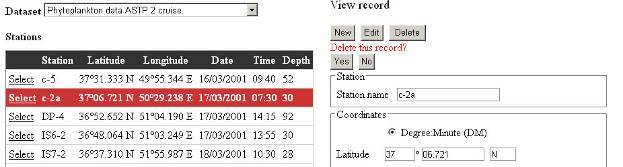 Dataset Phytoplankton data ASTP 2 cruise.
Stations
Station Latitude Longitude Date Time Depth
Select c-5 37°31.333 N 49°55.344 E 16/03/2001 09:40 52
Select c-2a 37°06.721 N 50°29.238 E 17/03/2001 07:30 30
Select DP-4 36°52.652 N 51°04.190 E 17/03/2001 14:15 92
Select IS6-2 36°48.064 N 51°03.249 E 17/03/2001 13:55 30
Select IS7-2 36°37.310 N 51°55.987 E 18/03/2001 10:30 28
View record
New Edit Delete
Delete this record?
Yes No
Station
Station name c-2a
Coordinates
Degree:Minute (DM)
Latitude 37 ° 06.721 N